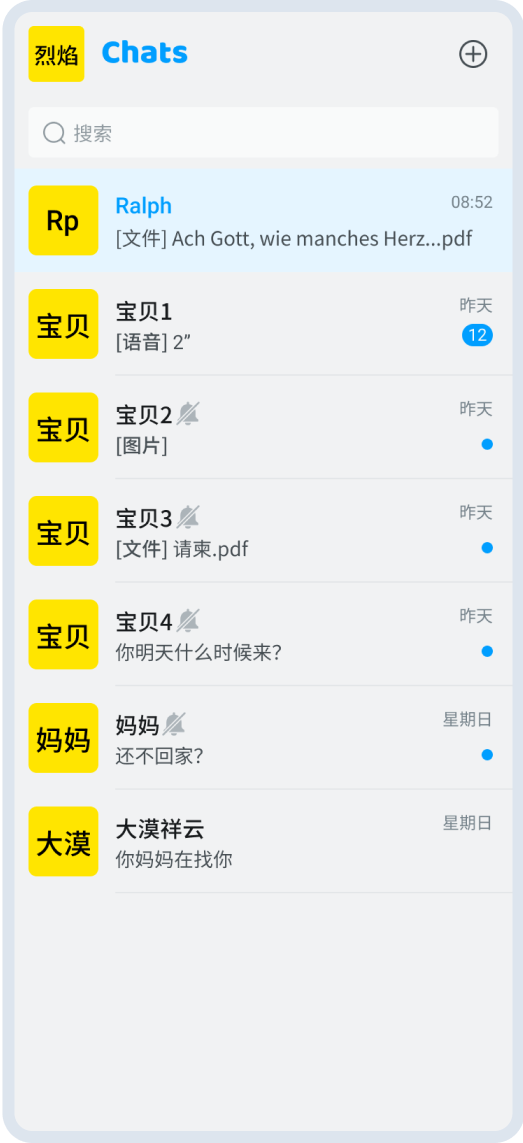 烈焰
Chats
搜索
Rp
Ralph
08:52
[文件] Ach Gott, wie manches Herz...pdf
宝贝
宝贝1
昨天
[语音] 2″
12
宝贝
宝贝2
昨天
[图片]
宝贝
宝贝3
昨天
[文件] 请柬.pdf
宝贝
宝贝4
昨天
你明天什么时候来？
妈妈
妈妈
星期日
还不回家？
大漠
大漠祥云
星期日
你妈妈在找你